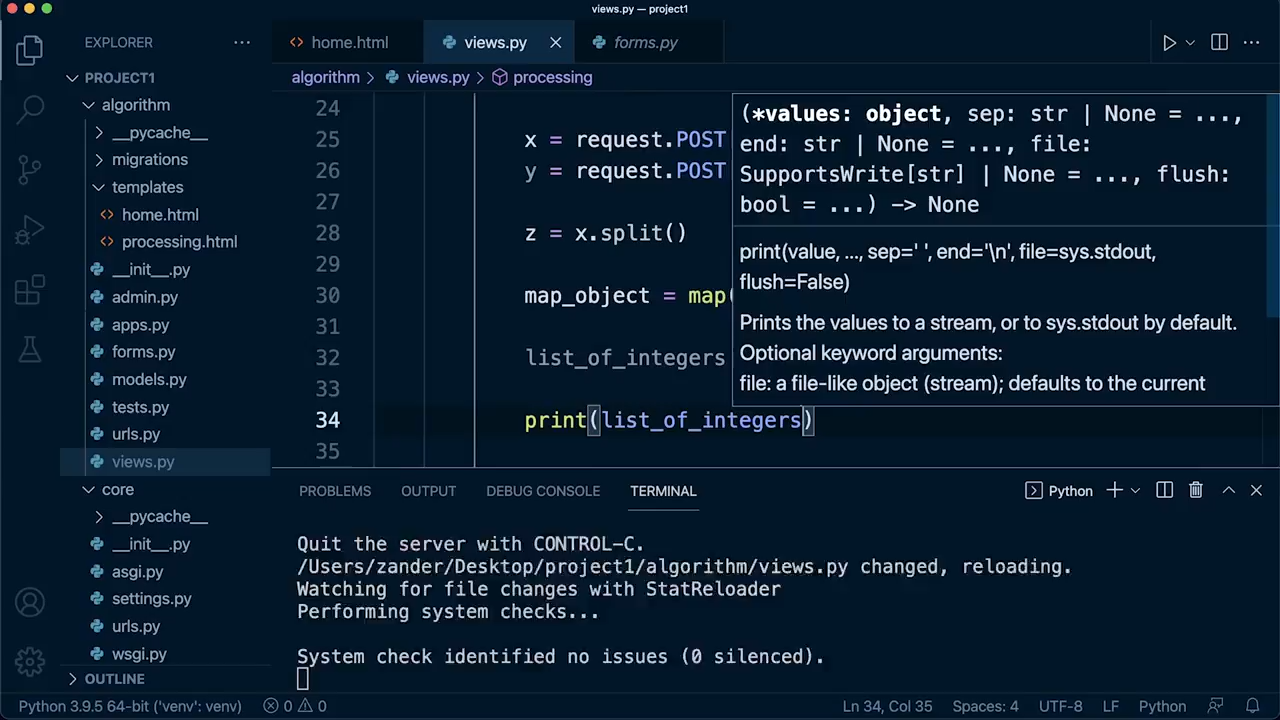 views.py — project1
EXPLORER
home.html
views.py
forms.py
algorithm
views.py
processing
PROJECT1
algorithm
__pycache__
migrations
templates
home.html
processing.html
__init__.py
admin.py
apps.py
forms.py
models.py
tests.py
urls.py
views.py
core
__pycache__
__init__.py
asgi.py
settings.py
urls.py
wsgi.py
OUTLINE
24
25 x = request.POST
26 y = request.POST
27
28 z = x.split()
29
30 map_object = map(
31
32 list_of_integers
33
34 print(list_of_integers)
35
(*values: object, sep: str | None = ...,
end: str | None = ..., file:
SupportsWrite[str] | None = ..., flush:
bool = ...) -> None
print(value, ..., sep=' ', end='\n', file=sys.stdout,
flush=False)
Prints the values to a stream, or to sys.stdout by default.
Optional keyword arguments:
file: a file-like object (stream); defaults to the current
PROBLEMS OUTPUT DEBUG CONSOLE TERMINAL
Python
Quit the server with CONTROL-C.
/Users/zander/Desktop/project1/algorithm/views.py changed, reloading.
Watching for file changes with StatReloader
Performing system checks...
System check identified no issues (0 silenced).
Python 3.9.5 64-bit ('venv': venv) 0 0 Ln 34, Col 35 Spaces: 4 UTF-8 LF Python